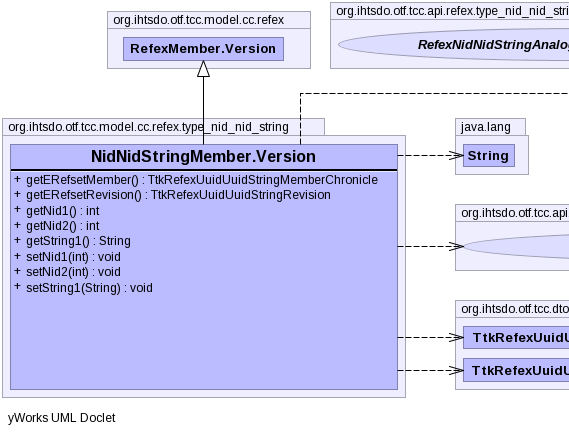 org.ihtsdo.otf.tcc.model.cc.refex
RefexMember.Version
org.ihtsdo.otf.tcc.api.refex.type_nid_nid_stri
RefexNidNidStringAnalog
org.ihtsdo.otf.tcc.model.cc.refex.type_nid_nid_string
NidNidStringMember.Version
+ getERefsetMember() : TtkRefexUuidUuidStringMemberChronicle
+ getERefsetRevision() : TtkRefexUuidUuidStringRevision
+ getNid1() : int
+ getNid2() : int
+ getString1() : String
+ setNid1(int) : void
+ setNid2(int) : void
+ setString1(String) : void
java.lang
String
org.ihtsdo.otf.tcc.api.
org.ihtsdo.otf.tcc.dto
TtkRefexUuidU
TtkRefexUuidU
yWorks UML Doclet